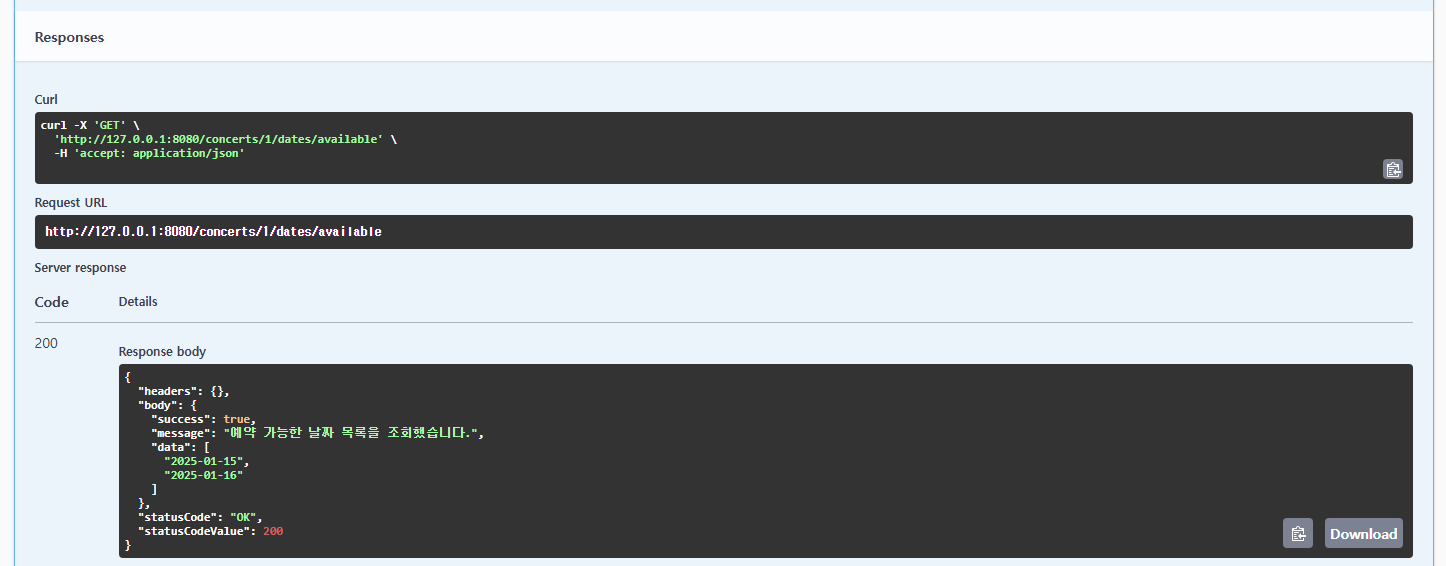 Responses
Curl
curl -X 'GET' \
  'http://127.0.0.1:8080/concerts/1/dates/available' \
  -H 'accept: application/json'
Request URL
http://127.0.0.1:8080/concerts/1/dates/available
Server response
Code Details
200
Response body
{
  "headers": {},
  "body": {
    "success": true,
    "message": "예약 가능한 날짜 목록을 조회했습니다.",
    "data": [
      "2025-01-15",
      "2025-01-16"
    ]
  },
  "statusCode": "OK",
  "statusCodeValue": 200
}
Download